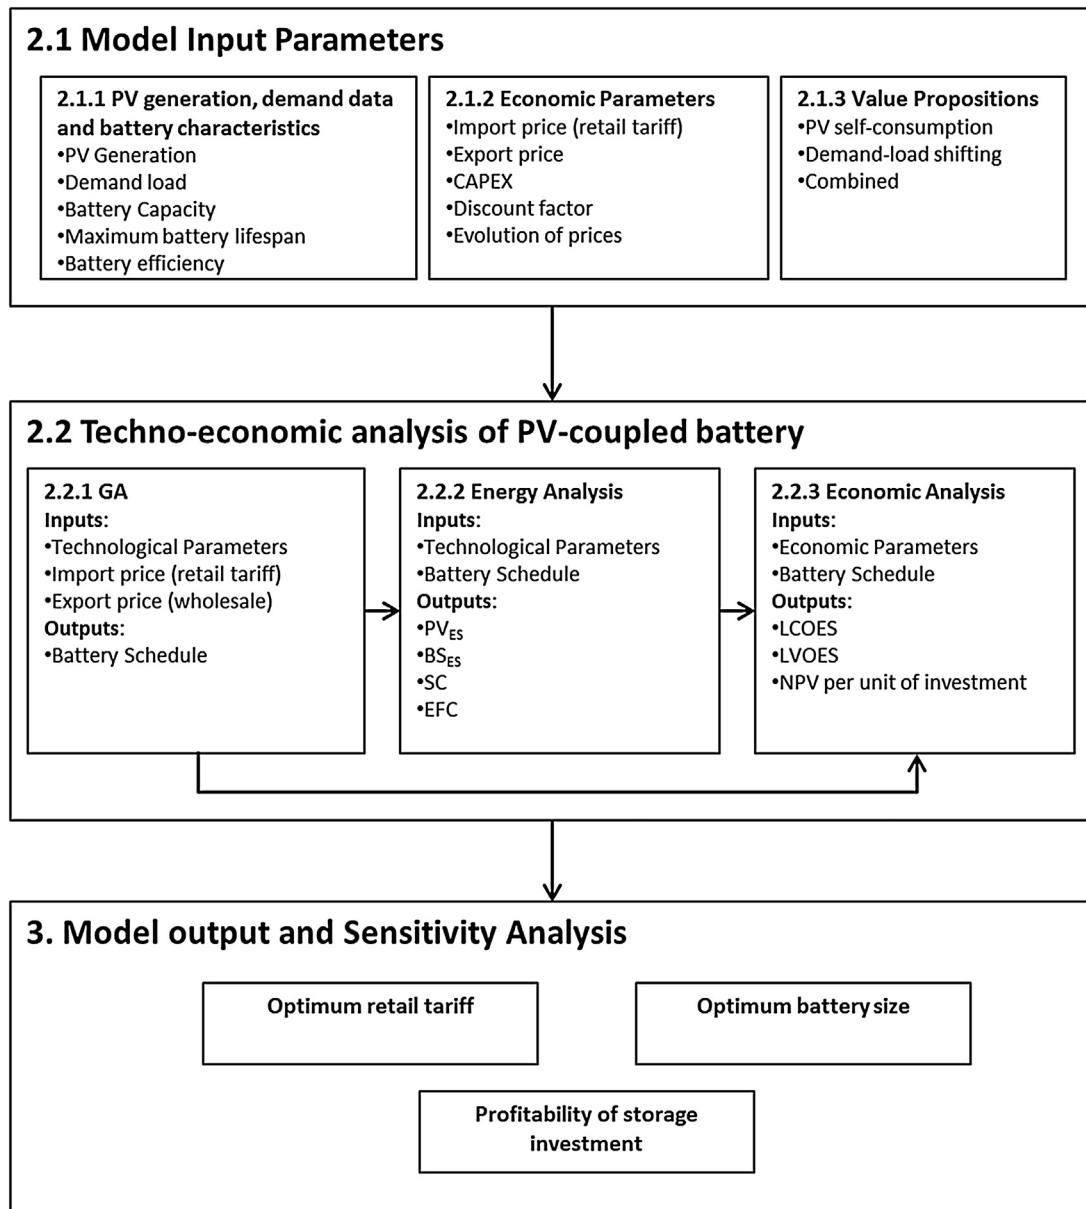 2.1 Model Input Parameters
2.1.1 PV generation, demand data
and battery characteristics
•PV Generation
•Demand load
•Battery Capacity
•Maximum battery lifespan
•Battery efficiency
2.1.2 Economic Parameters
•Import price (retail tariff)
•Export price
•CAPEX
•Discount factor
•Evolution of prices
2.1.3 Value Propositions
•PV self-consumption
•Demand-load shifting
•Combined
2.2 Techno-economic analysis of PV-coupled battery
2.2.1 GA
Inputs:
•Technological Parameters
•Import price (retail tariff)
•Export price (wholesale)
Outputs:
•Battery Schedule
2.2.2 Energy Analysis
Inputs:
•Technological Parameters
•Battery Schedule
Outputs:
•PVES
•BSES
•SC
•EFC
2.2.3 Economic Analysis
Inputs:
•Economic Parameters
•Battery Schedule
Outputs:
•LCOES
•LVOES
•NPV per unit of investment
3. Model output and Sensitivity Analysis
Optimum retail tariff
Optimum battery size
Profitability of storage
investment